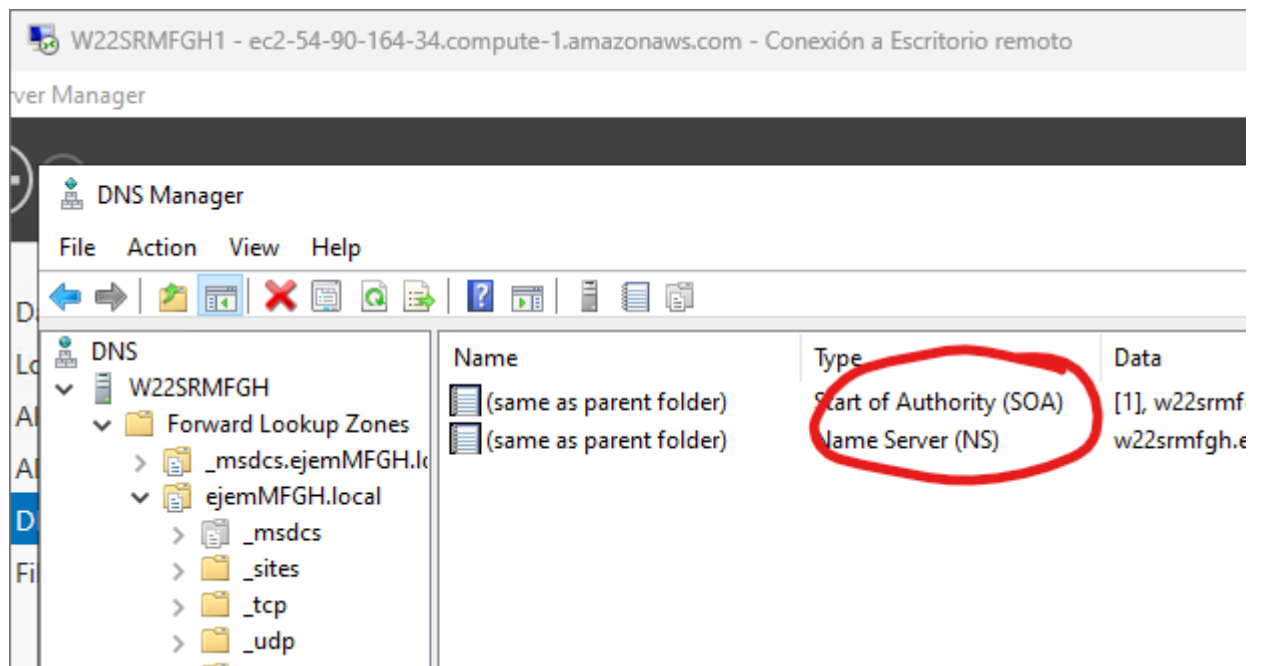 W22SRMFGH1 - ec2-54-90-164-34.compute-1.amazonaws.com - Conexión a Escritorio remoto
ver Manager
DNS Manager
File Action View Help
DNS
Name Type Data
W22SRMFGH
(same as parent folder) Start of Authority (SOA) [1], w22srmf
Forward Lookup Zones
(same as parent folder) Name Server (NS) w22srmfgh.e
_msdcs.ejemMFGH.lo
ejemMFGH.local
_msdcs
_sites
_tcp
_udp